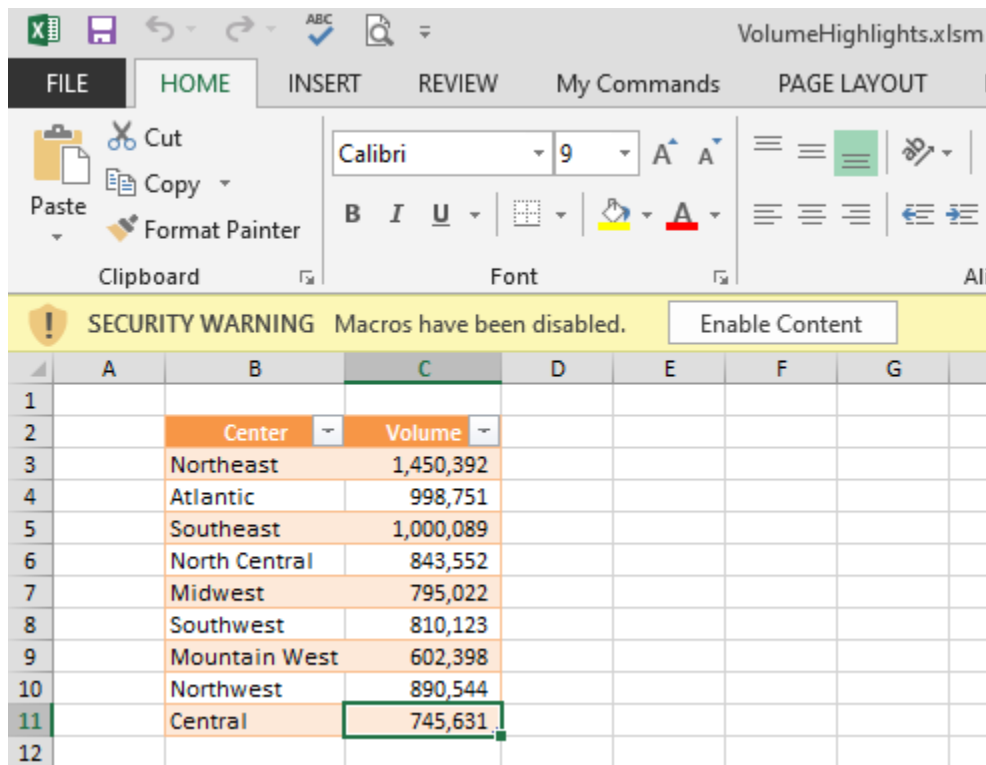 ABC
VolumeHighlights.xlsm
FILE HOME INSERT REVIEW My Commands PAGE LAYOUT
Cut
Copy
Paste
Format Painter
Calibri 9 A A
B I U A
Clipboard Font
SECURITY WARNING Macros have been disabled. Enable Content
A B C D E F G
1
2 Center Volume
3 Northeast 1,450,392
4 Atlantic 998,751
5 Southeast 1,000,089
6 North Central 843,552
7 Midwest 795,022
8 Southwest 810,123
9 Mountain West 602,398
10 Northwest 890,544
11 Central 745,631
12